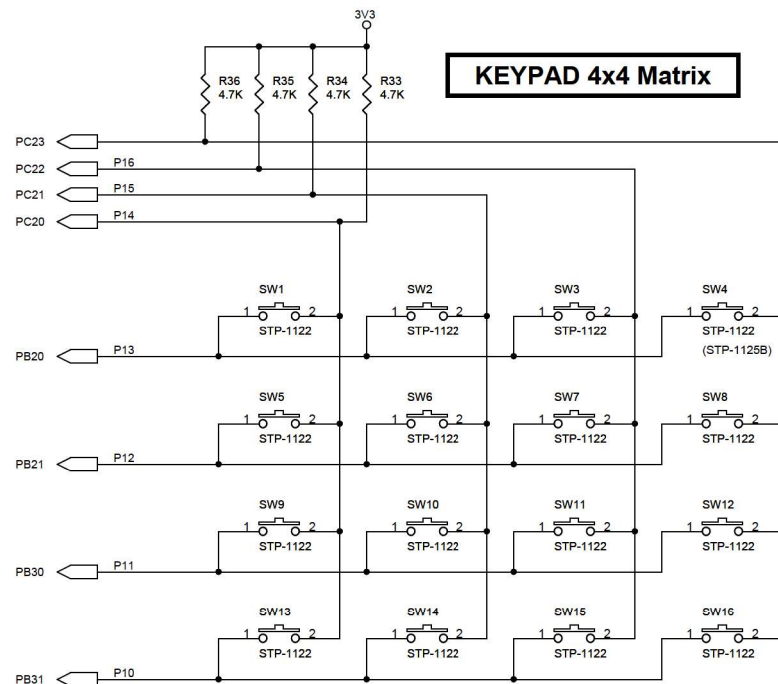 3V3
KEYPAD 4x4 Matrix
R36 R35 R34 R33
4.7K 4.7K 4.7K 4.7K
PC23
PC22 P16
PC21 P15
PC20 P14
SW1 SW2 SW3 SW4
1 2 1 2 1 2 1 2
STP-1122 STP-1122 STP-1122 STP-1122
(STP-1125B)
PB20 P13
SW5 SW6 SW7 SW8
1 2 1 2 1 2 1 2
STP-1122 STP-1122 STP-1122 STP-1122
PB21 P12
SW9 SW10 SW11 SW12
1 2 1 2 1 2 1 2
STP-1122 STP-1122 STP-1122 STP-1122
PB30 P11
SW13 SW14 SW15 SW16
1 2 1 2 1 2 1 2
STP-1122 STP-1122 STP-1122 STP-1122
PB31 P10